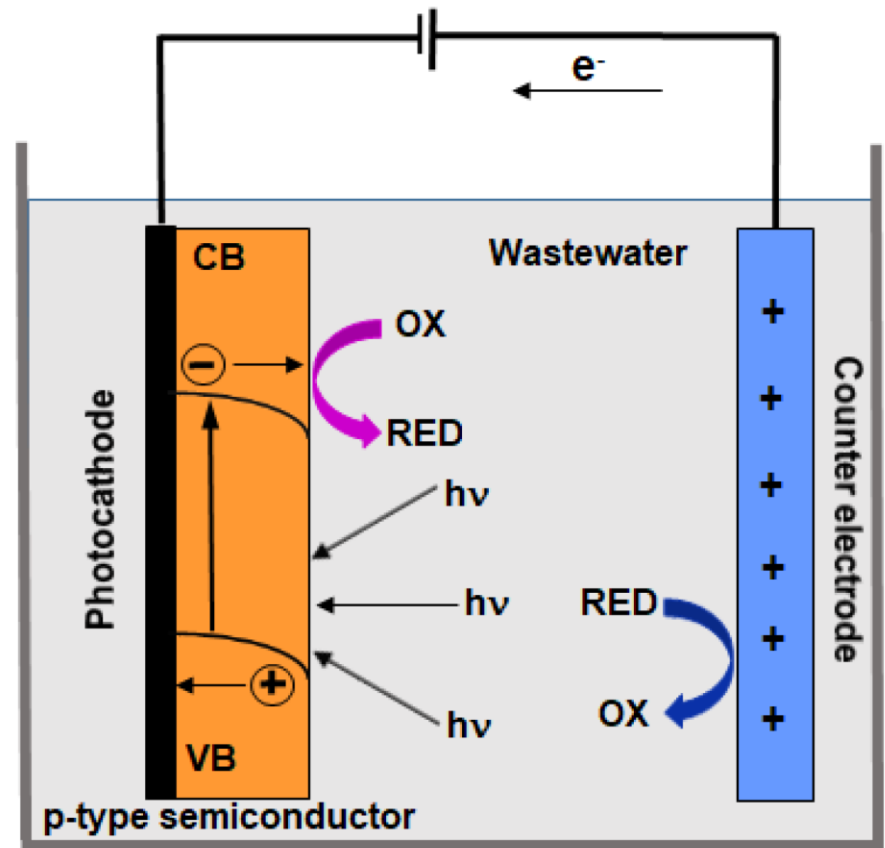 e-
CB
Wastewater
OX
−
RED
Photocathode
hν
hν
RED
Counter electrode
+
hν
OX
VB
p-type semiconductor
+
+
+
+
+
+